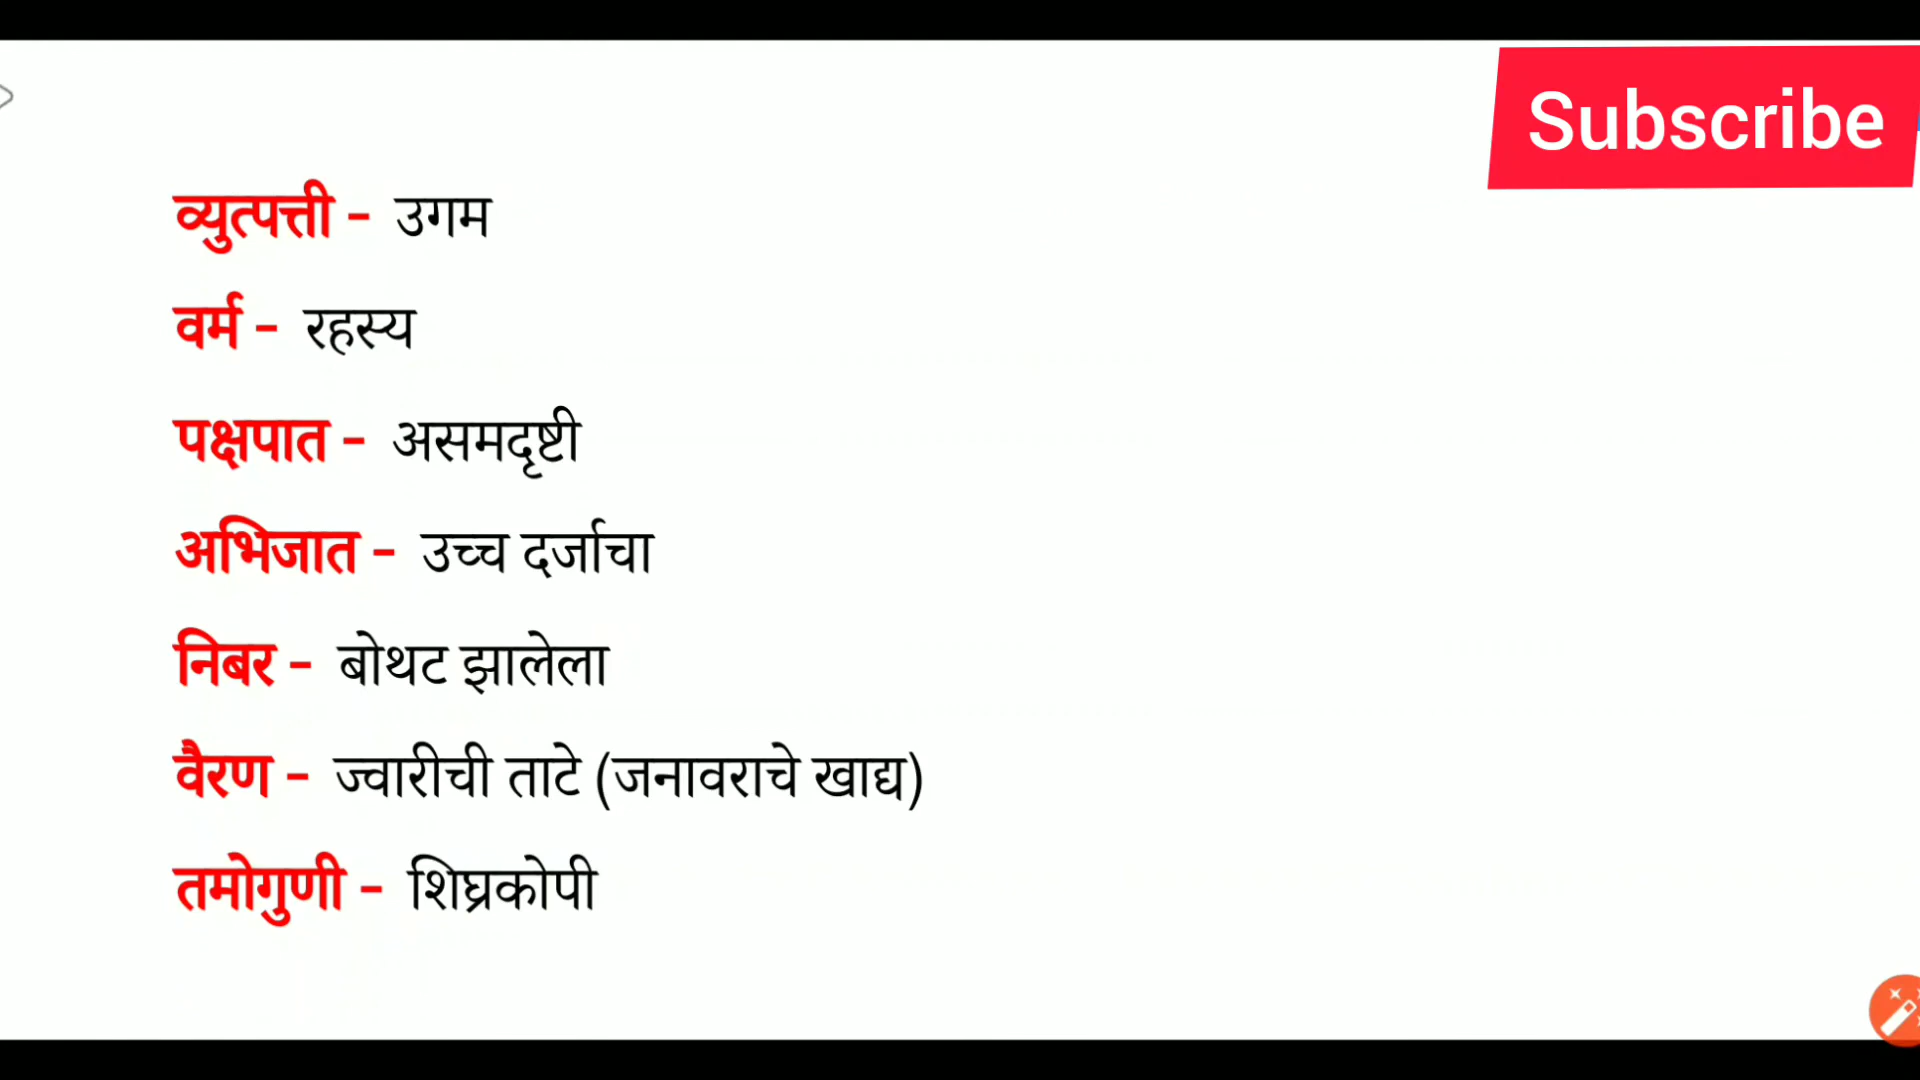 Subscribe
व्युत्पत्ती - उगम
वर्म - रहस्य
पक्षपात - असमदृष्टी
अभिजात - उच्च दर्जाचा
निबर - बोथट झालेला
वैरण - ज्वारीची ताटे (जनावराचे खाद्य)
तमोगुणी - शिघ्रकोपी